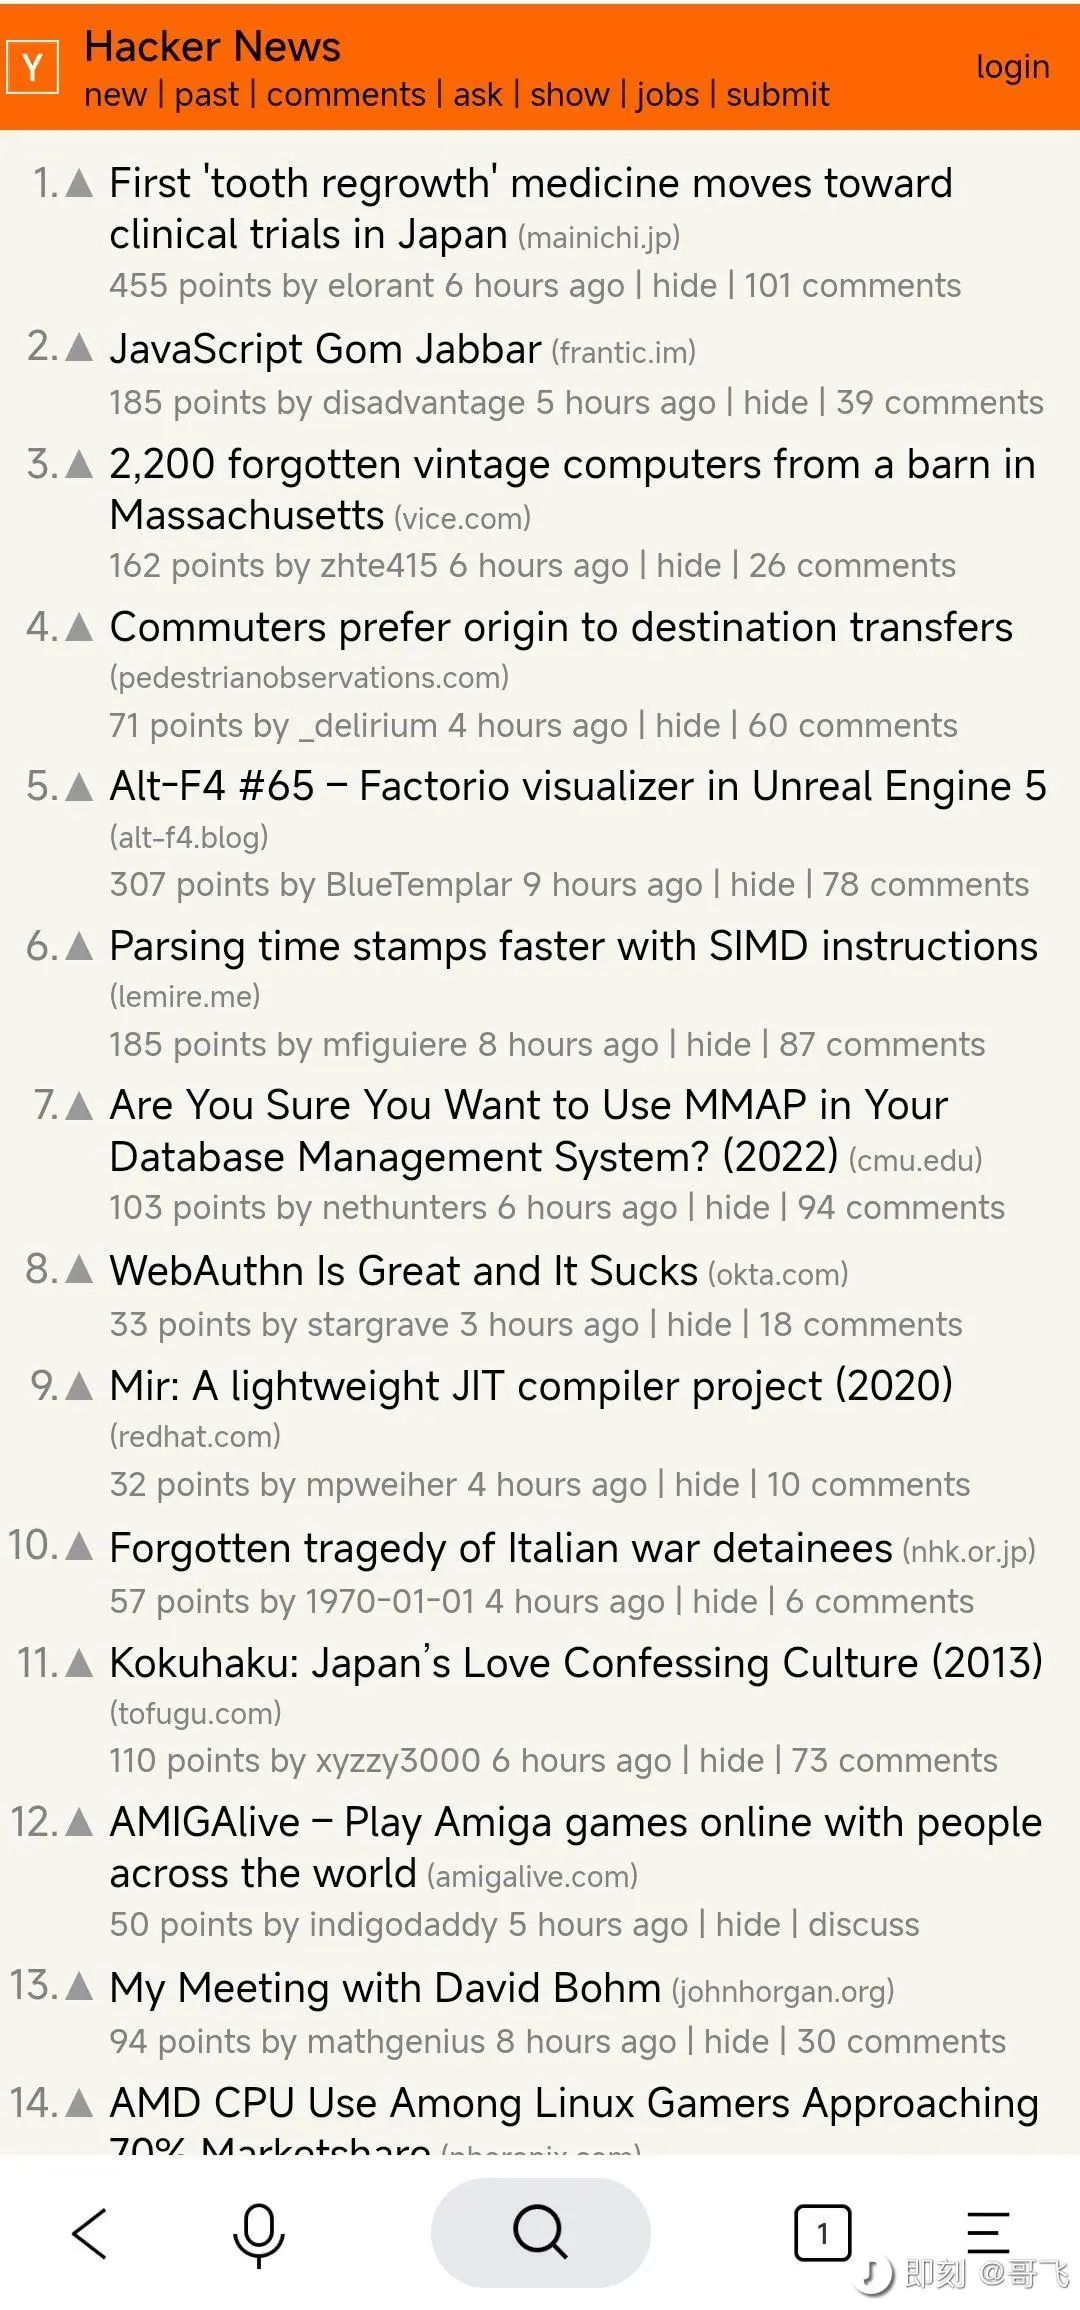 Y
Hacker News
new | past | comments | ask | show | jobs | submit
login
1. First 'tooth regrowth' medicine moves toward
clinical trials in Japan (mainichi.jp)
455 points by elorant 6 hours ago | hide | 101 comments
2. JavaScript Gom Jabbar (frantic.im)
185 points by disadvantage 5 hours ago | hide | 39 comments
3. 2,200 forgotten vintage computers from a barn in
Massachusetts (vice.com)
162 points by zhte415 6 hours ago | hide | 26 comments
4. Commuters prefer origin to destination transfers
(pedestrianobservations.com)
71 points by _delirium 4 hours ago | hide | 60 comments
5. Alt-F4 #65 – Factorio visualizer in Unreal Engine 5
(alt-f4.blog)
307 points by BlueTemplar 9 hours ago | hide | 78 comments
6. Parsing time stamps faster with SIMD instructions
(lemire.me)
185 points by mfiguiere 8 hours ago | hide | 87 comments
7. Are You Sure You Want to Use MMAP in Your
Database Management System? (2022) (cmu.edu)
103 points by nethunters 6 hours ago | hide | 94 comments
8. WebAuthn Is Great and It Sucks (okta.com)
33 points by stargrave 3 hours ago | hide | 18 comments
9. Mir: A lightweight JIT compiler project (2020)
(redhat.com)
32 points by mpweiher 4 hours ago | hide | 10 comments
10. Forgotten tragedy of Italian war detainees (nhk.or.jp)
57 points by 1970-01-01 4 hours ago | hide | 6 comments
11. Kokuhaku: Japan’s Love Confessing Culture (2013)
(tofugu.com)
110 points by xyzzy3000 6 hours ago | hide | 73 comments
12. AMIGAlive – Play Amiga games online with people
across the world (amigalive.com)
50 points by indigodaddy 5 hours ago | hide | discuss
13. My Meeting with David Bohm (johnhorgan.org)
94 points by mathgenius 8 hours ago | hide | 30 comments
14. AMD CPU Use Among Linux Gamers Approaching
70% Marketshare (phoronix.com)
1
即刻 @哥飞